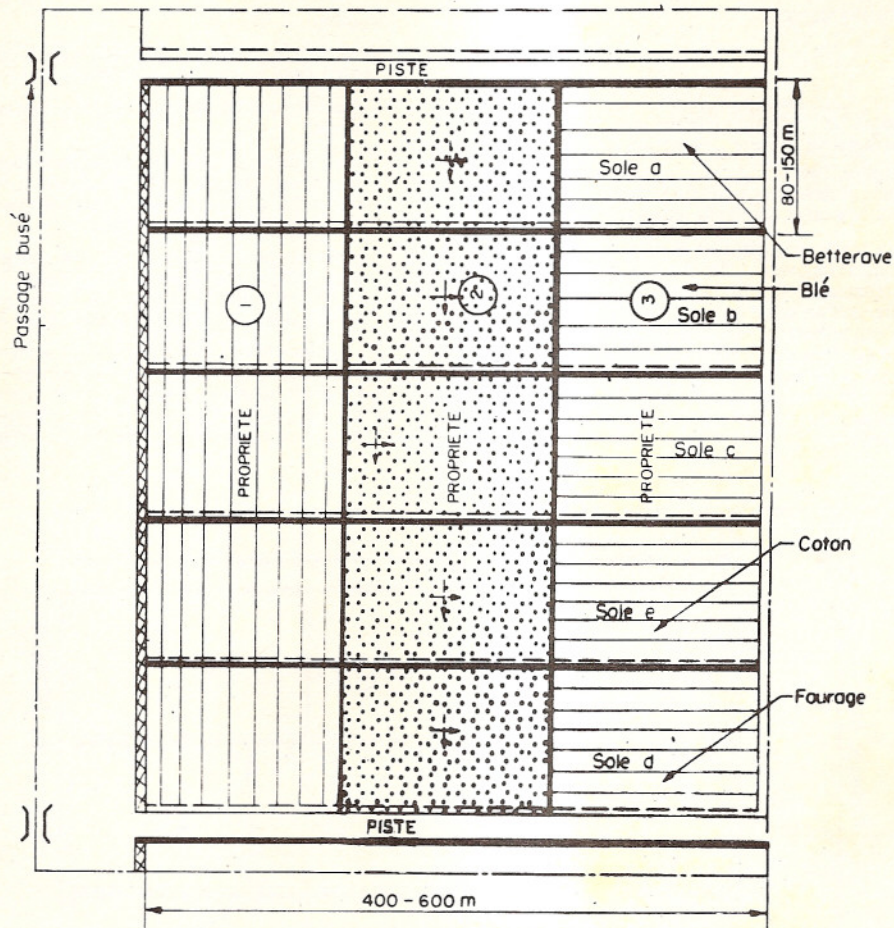 PISTE
Passage busé
Sole a
80-150 m
Betterave
1
2
3
Blé
Sole b
PROPRIETE
PROPRIETE
PROPRIETE
Sole c
Coton
Sole e
Fourage
Sole d
PISTE
400-600 m